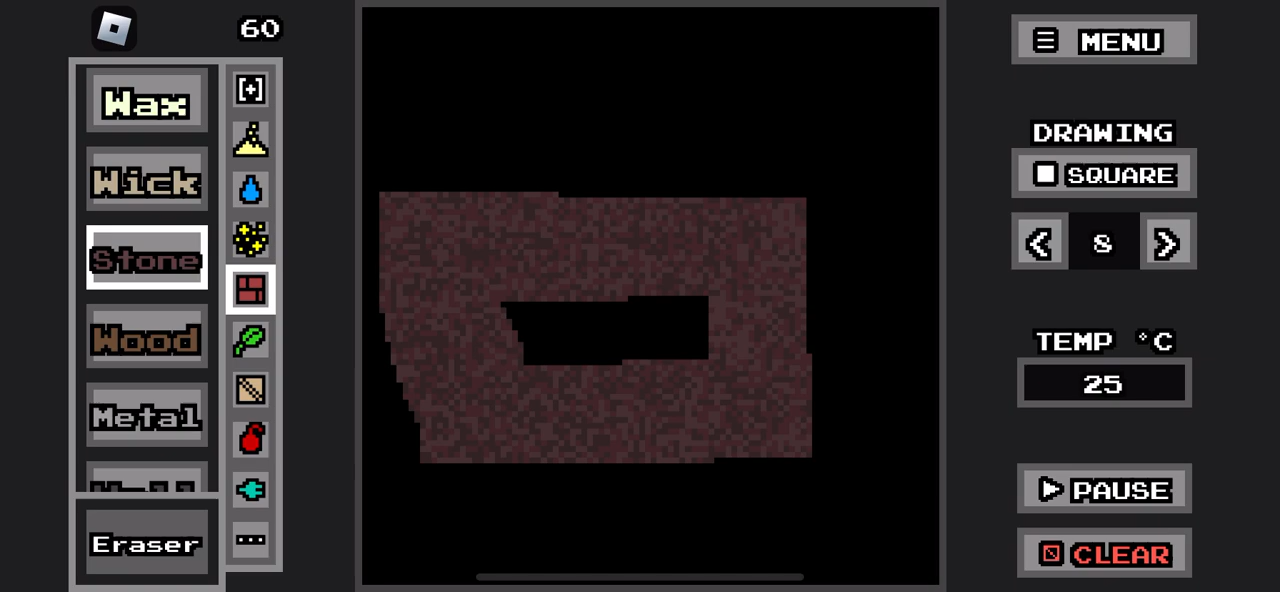 60
Wax
Wick
Stone
Wood
Metal
Eraser
MENU
DRAWING
SQUARE
8
TEMP °C
25
PAUSE
CLEAR